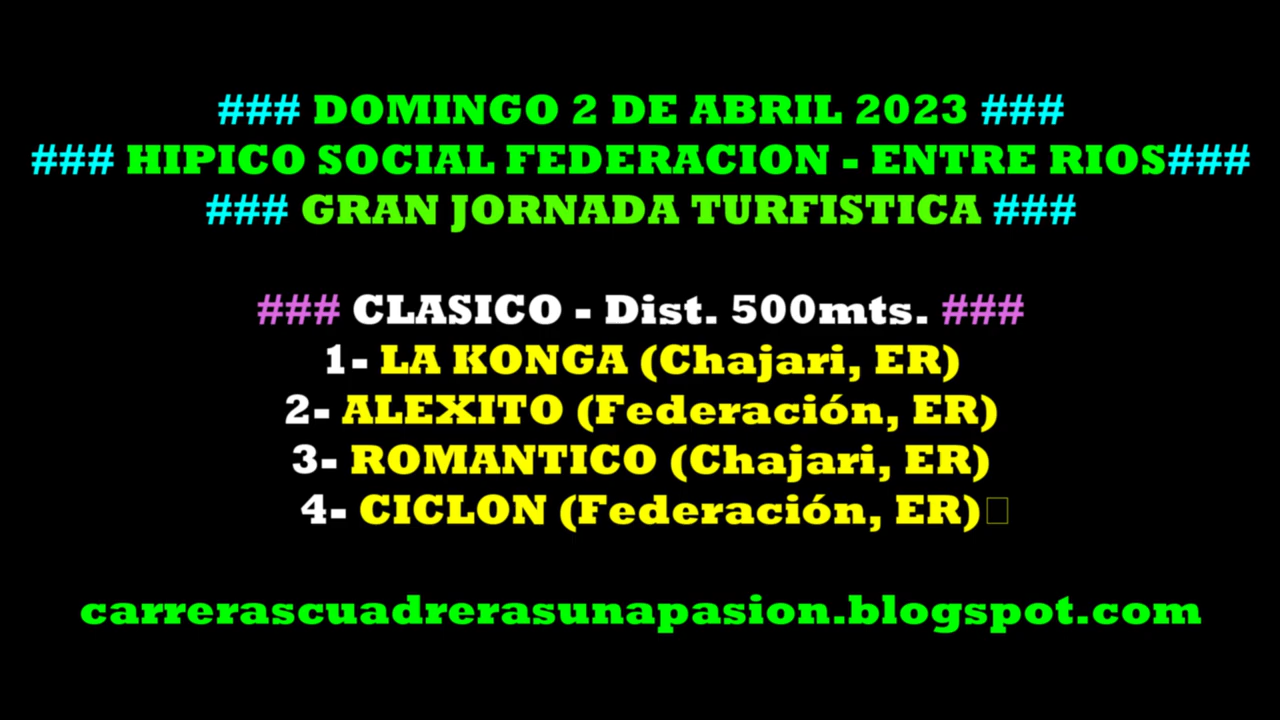 ### DOMINGO 2 DE ABRIL 2023 ###
### HIPICO SOCIAL FEDERACION - ENTRE RIOS###
### GRAN JORNADA TURFISTICA ###
### CLASICO - Dist. 500mts. ###
1- LA KONGA (Chajari, ER)
2- ALEXITO (Federación, ER)
3- ROMANTICO (Chajari, ER)
4- CICLON (Federación, ER)
carrerascuadrerasunapasion.blogspot.com